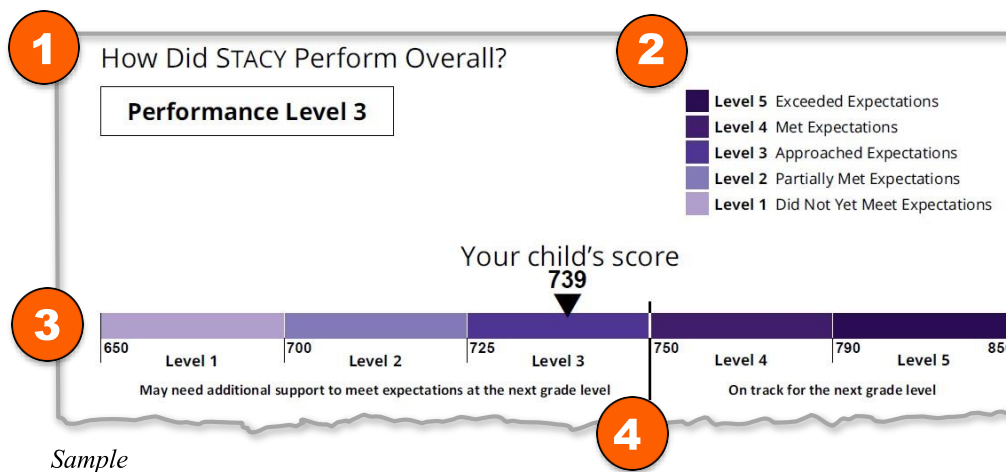 1
How Did STACY Perform Overall?
2
Performance Level 3
Level 5 Exceeded Expectations
Level 4 Met Expectations
Level 3 Approached Expectations
Level 2 Partially Met Expectations
Level 1 Did Not Yet Meet Expectations
Your child's score
739
3
650 700 725 750 790
Level 1 Level 2 Level 3 Level 4 Level 5
May need additional support to meet expectations at the next grade level On track for the next grade level
4
Sample